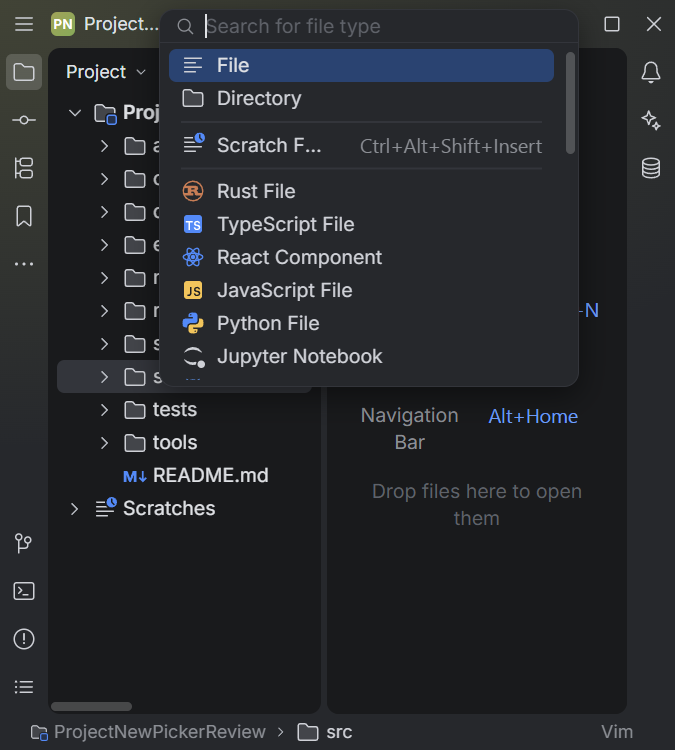 PN Project...
Search for file type
Project
File
Directory
Scratch F... Ctrl+Alt+Shift+Insert
Rust File
TS TypeScript File
React Component
JS JavaScript File
Python File
Jupyter Notebook
-N
tests
tools
M↓ README.md
Scratches
Navigation Bar
Alt+Home
Drop files here to open
them
ProjectNewPickerReview > src
Vim